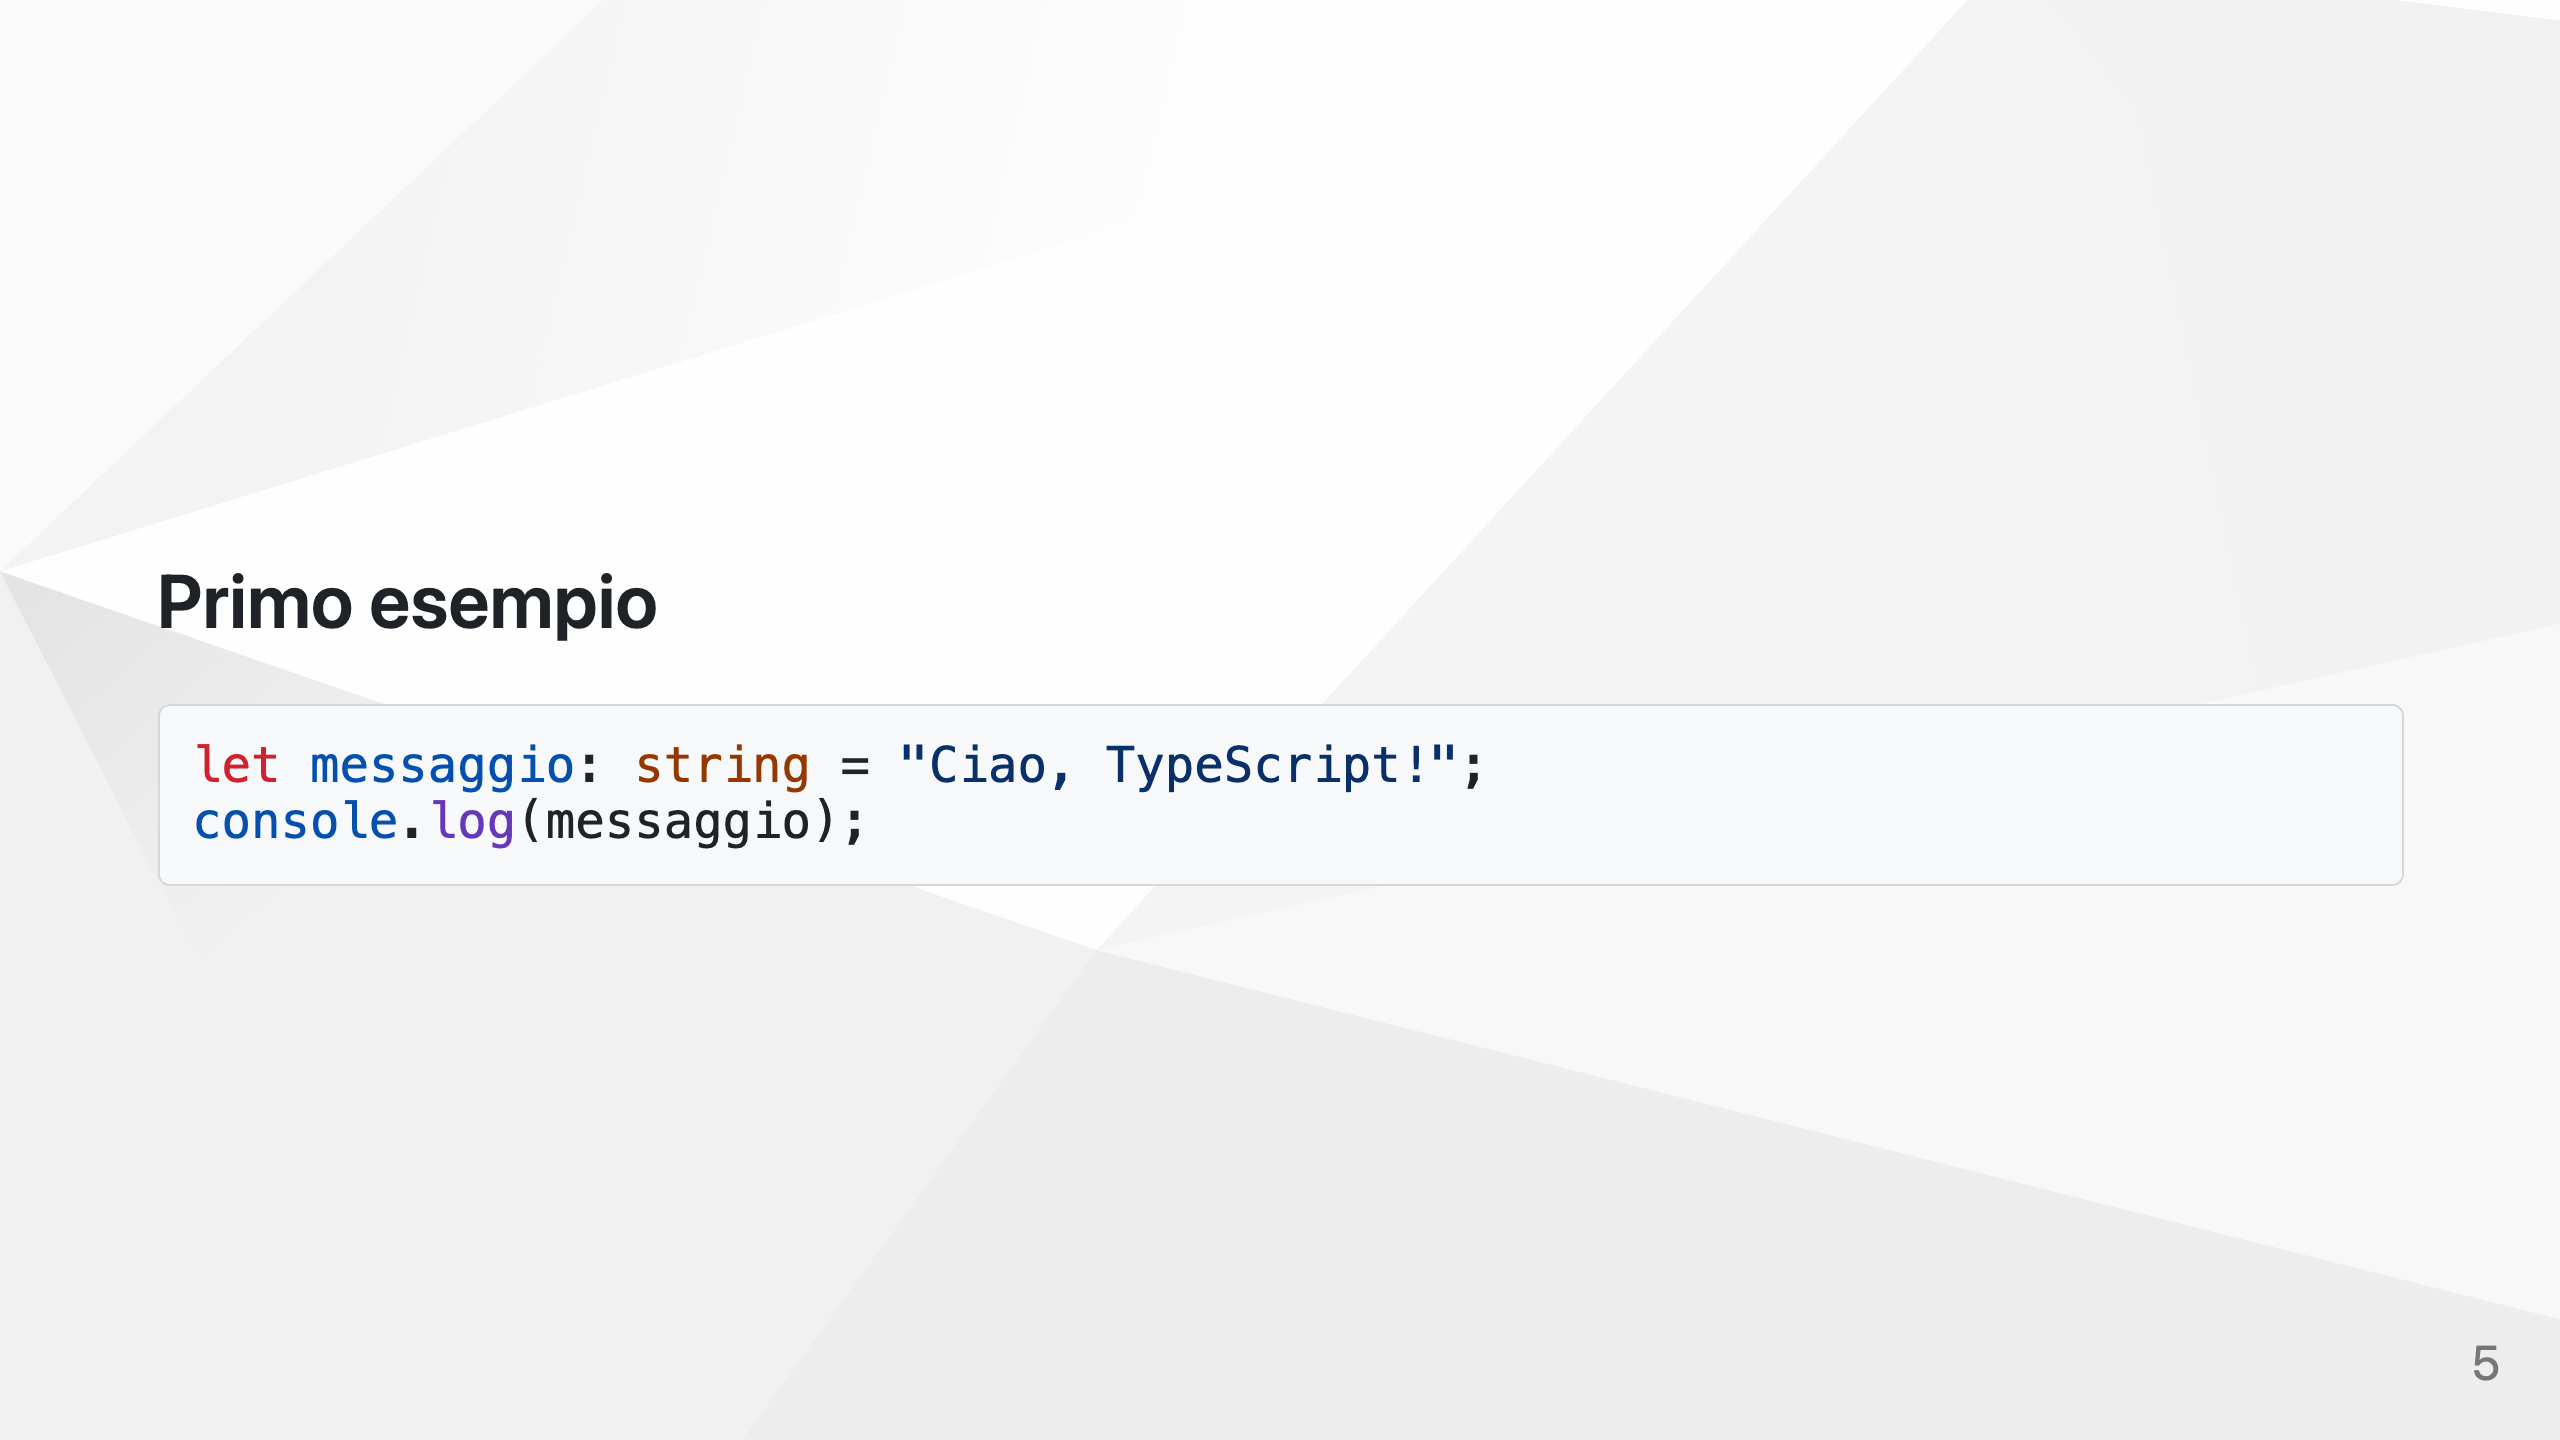 Primo esempio
let messaggio: string = "Ciao, TypeScript!";
console.log(messaggio);
5